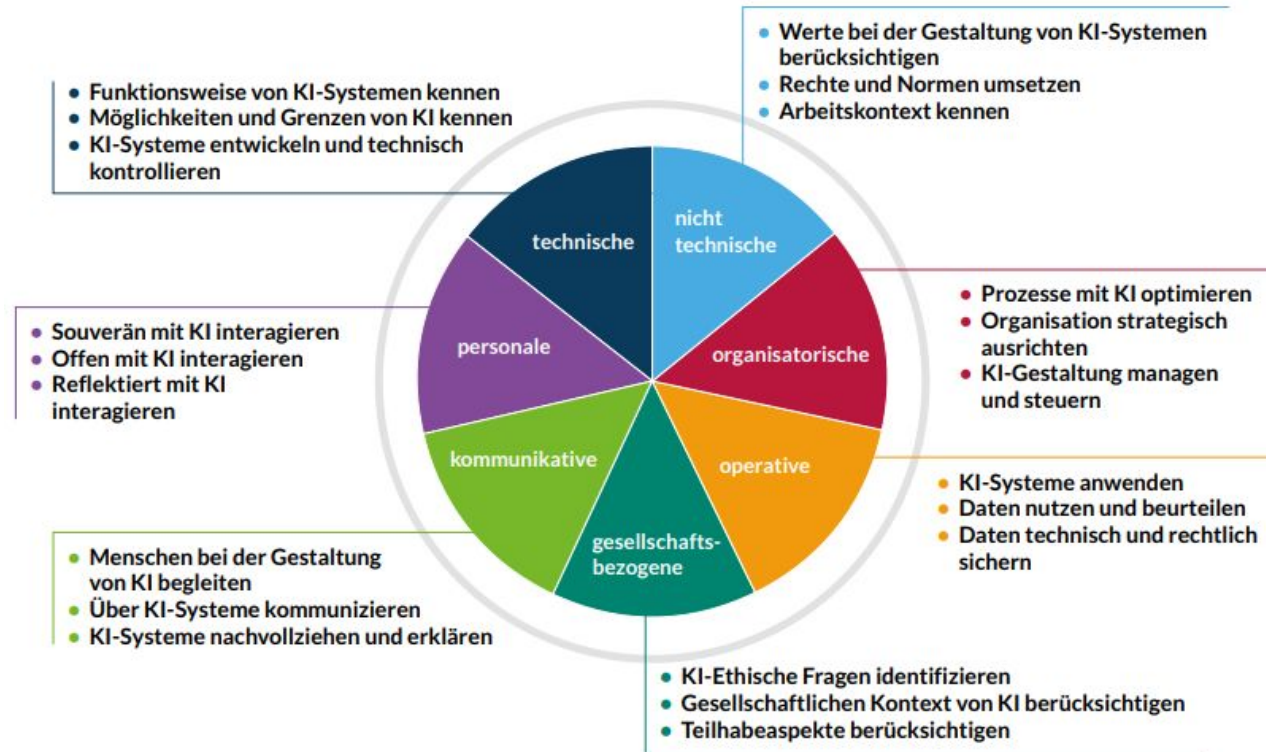 Werte bei der Gestaltung von KI-Systemen
berücksichtigen
Rechte und Normen umsetzen
Arbeitskontext kennen
Funktionsweise von KI-Systemen kennen
Möglichkeiten und Grenzen von KI kennen
KI-Systeme entwickeln und technisch
kontrollieren
technische
nicht
technische
Souverän mit KI interagieren
Offen mit KI interagieren
Reflektiert mit KI
interagieren
personale
organisatorische
Prozesse mit KI optimieren
Organisation strategisch
ausrichten
KI-Gestaltung managen
und steuern
kommunikative
operative
KI-Systeme anwenden
Daten nutzen und beurteilen
Daten technisch und rechtlich
sichern
gesellschafts-
bezogene
Menschen bei der Gestaltung
von KI begleiten
Über KI-Systeme kommunizieren
KI-Systeme nachvollziehen und erklären
KI-Ethische Fragen identifizieren
Gesellschaftlichen Kontext von KI berücksichtigen
Teilhabeaspekte berücksichtigen